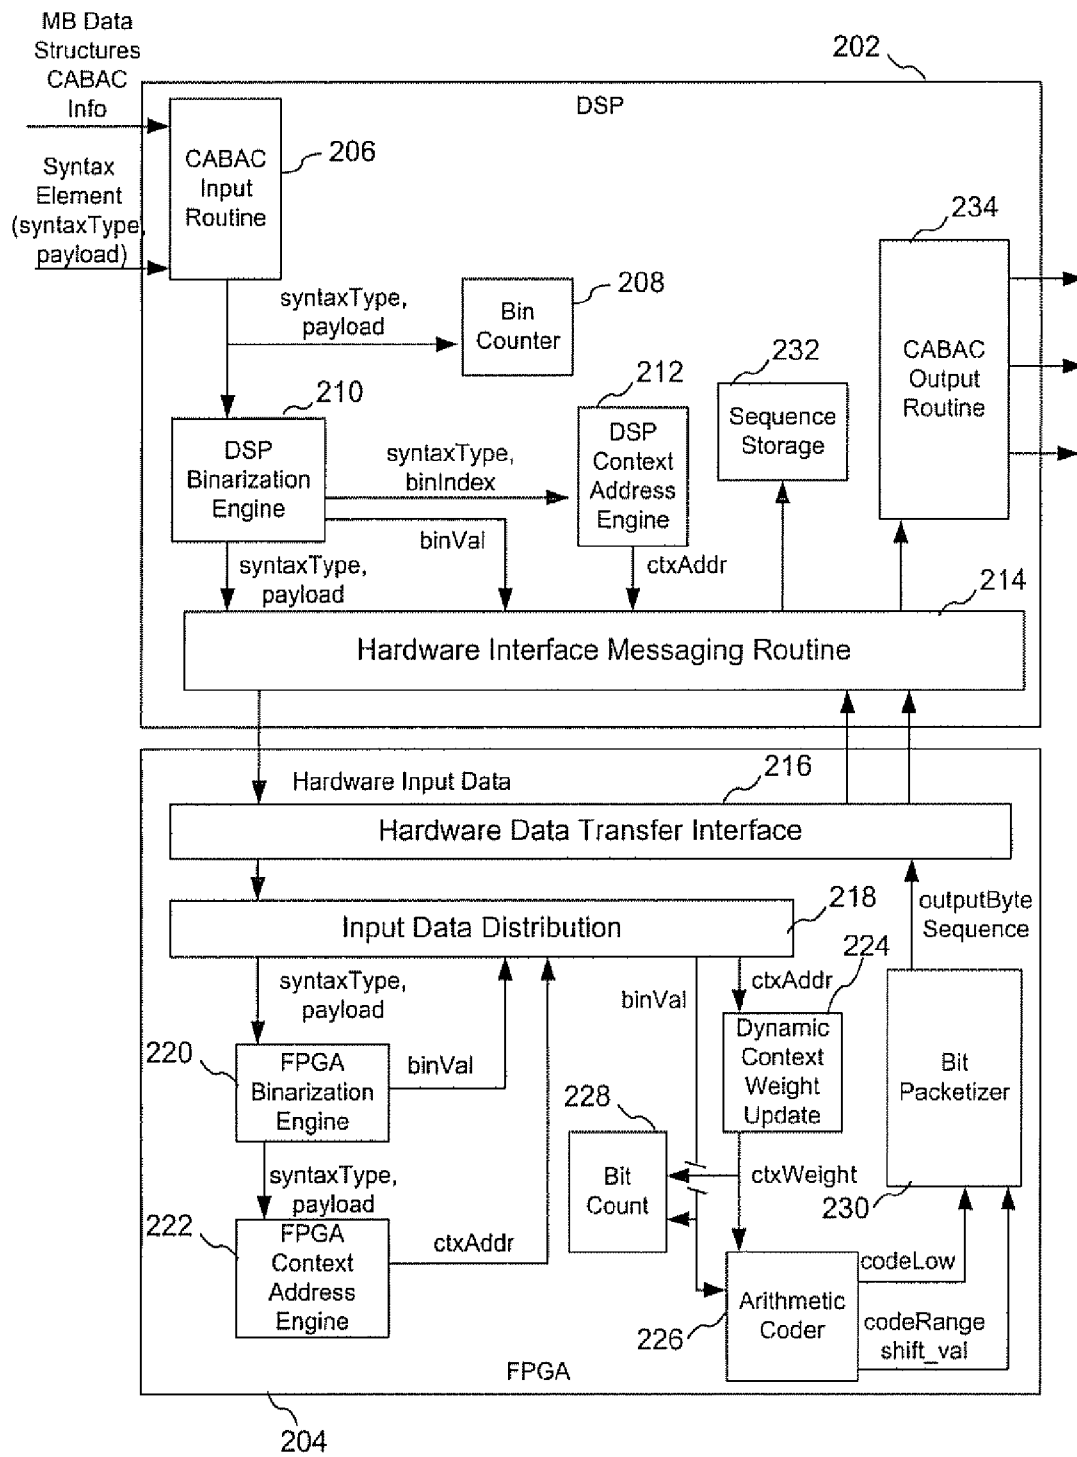 MB Data
Structures
CABAC
Info
202
DSP
206
CABAC
Input
Routine
Syntax
Element
(syntaxType,
payload)
234
syntaxType,
payload
Bin
Counter
208
232
CABAC
Output
Routine
210
212
DSP
Binarization
Engine
syntaxType,
binIndex
DSP
Context
Address
Engine
Sequence
Storage
binVal
syntaxType,
payload
ctxAddr
214
Hardware Interface Messaging Routine
Hardware Input Data
216
Hardware Data Transfer Interface
218
Input Data Distribution
outputByte
Sequence
224
syntaxType,
payload
binVal
ctxAddr
220
FPGA
Binarization
Engine
binVal
Dynamic
Context
Weight
Update
Bit
Packetizer
228
syntaxType,
payload
Bit
Count
ctxWeight
230
222
FPGA
Context
Address
Engine
ctxAddr
codeLow
226
Arithmetic
Coder
codeRange
shift_val
FPGA
204